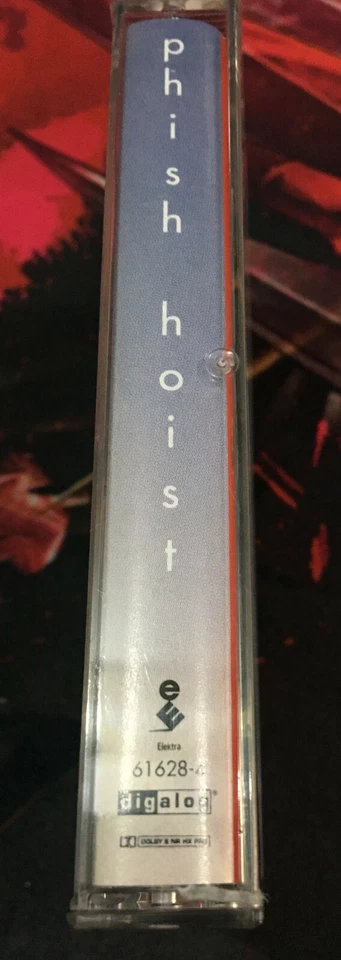 phish hoist
e
Elektra
61628-4
digalog®
DOLBY S NR HX PRO